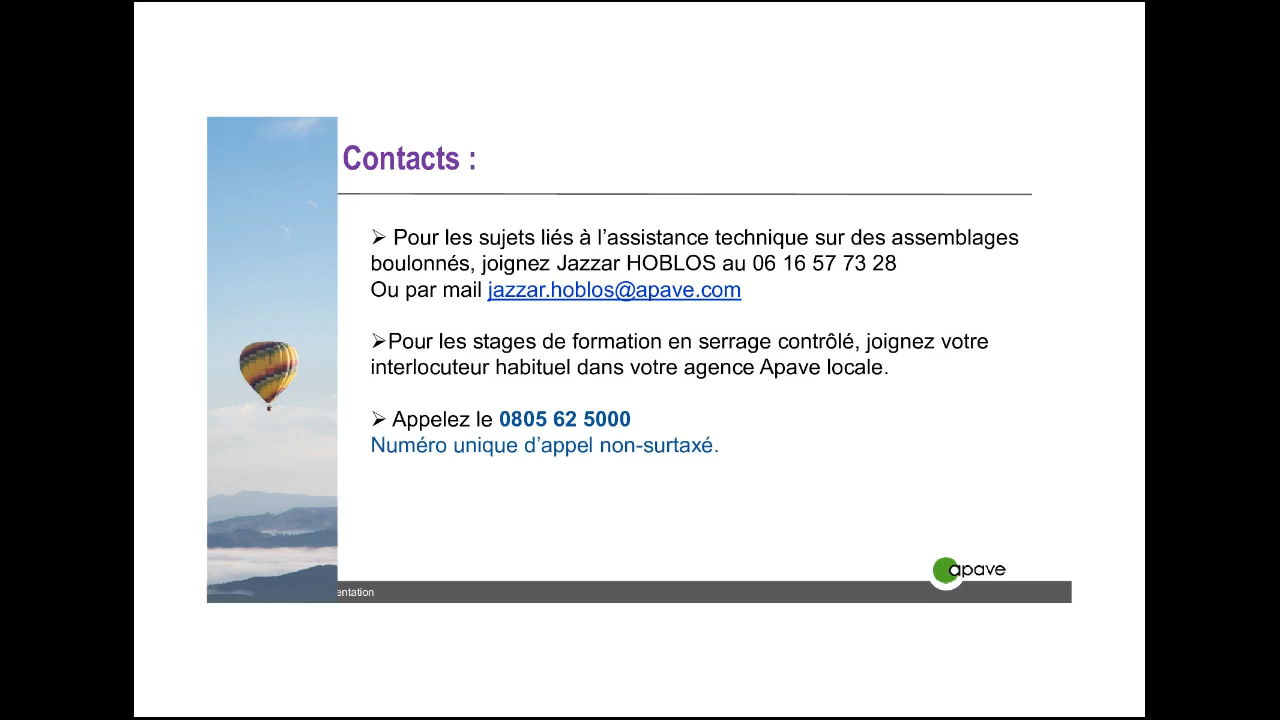 Contacts :
➢ Pour les sujets liés à l’assistance technique sur des assemblages
boulonnés, joignez Jazzar HOBLOS au 06 16 57 73 28
Ou par mail jazzar.hoblos@apave.com
➢Pour les stages de formation en serrage contrôlé, joignez votre
interlocuteur habituel dans votre agence Apave locale.
➢ Appelez le 0805 62 5000
Numéro unique d’appel non-surtaxé.
apave
entation